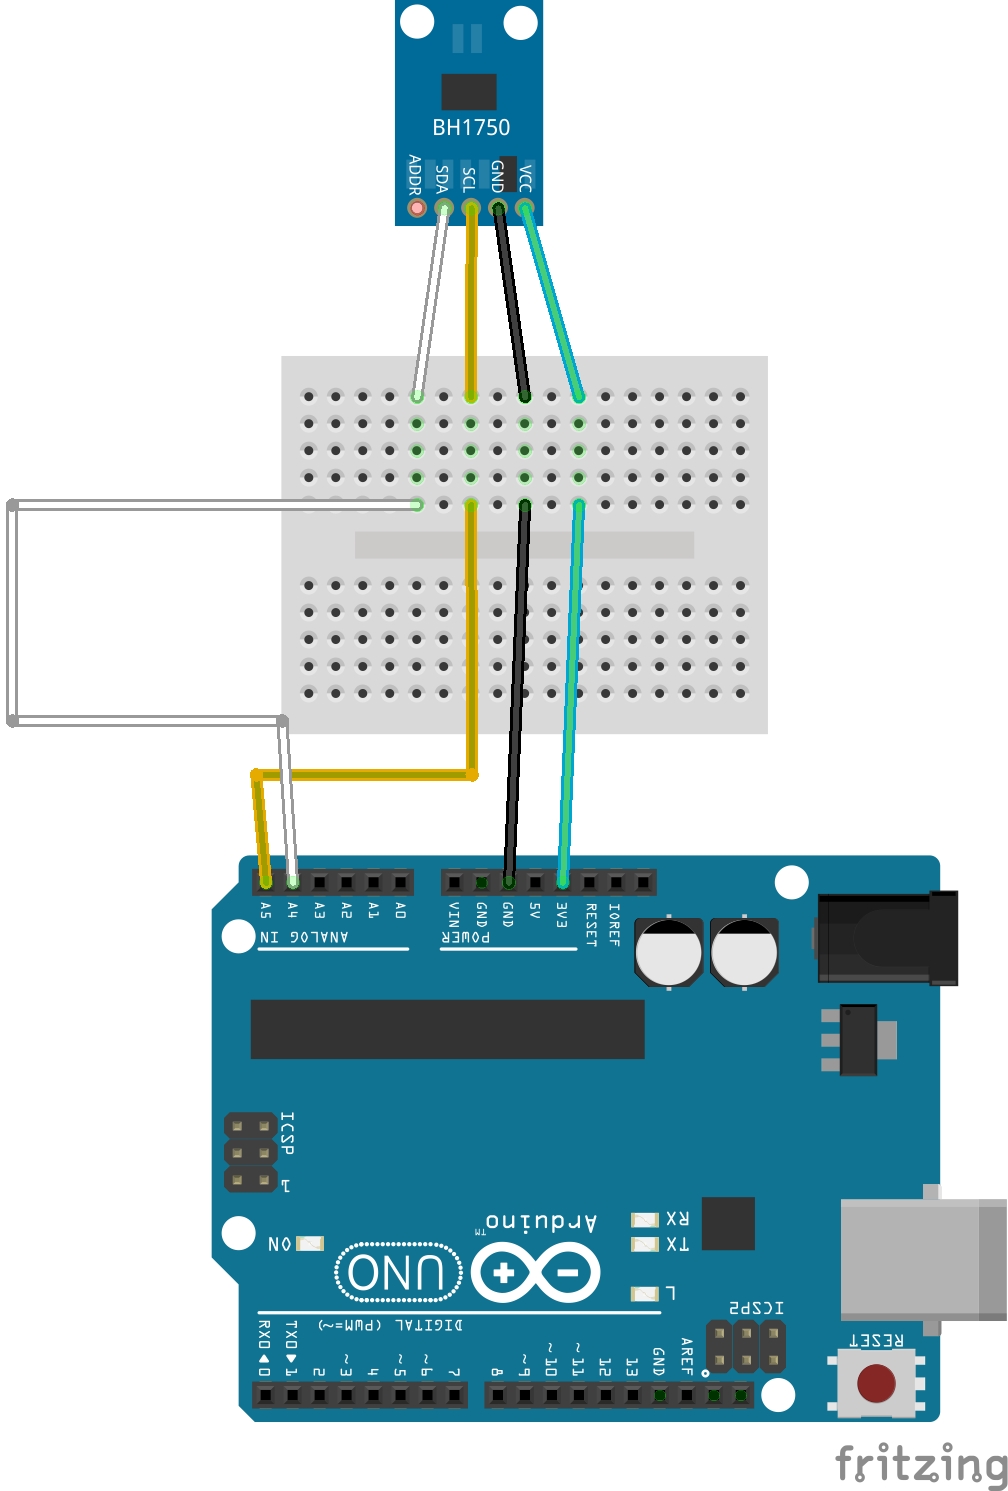 BH1750
ADDR SDA SCL GND VCC
A5 A4 A3 A2 A1 A0 VIN GND GND 5V 3V3 RESET IOREF
ANALOG IN POWER
ICSP
1
Arduino™
RX
TX
ON
UNO
L
ICSP2
DIGITAL (PWM=~)
RESET
RX0 ◀ 0 TX0 ▶ 1 2 ~3 4 ~5 ~6 7 8 ~9 ~10 ~11 12 13 GND AREF
fritzing